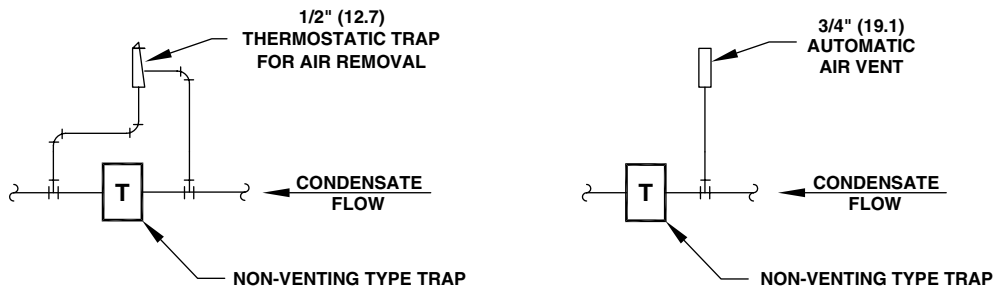 1/2" (12.7)
THERMOSTATIC TRAP
FOR AIR REMOVAL
T
CONDENSATE
FLOW
NON-VENTING TYPE TRAP
3/4" (19.1)
AUTOMATIC
AIR VENT
T
CONDENSATE
FLOW
NON-VENTING TYPE TRAP